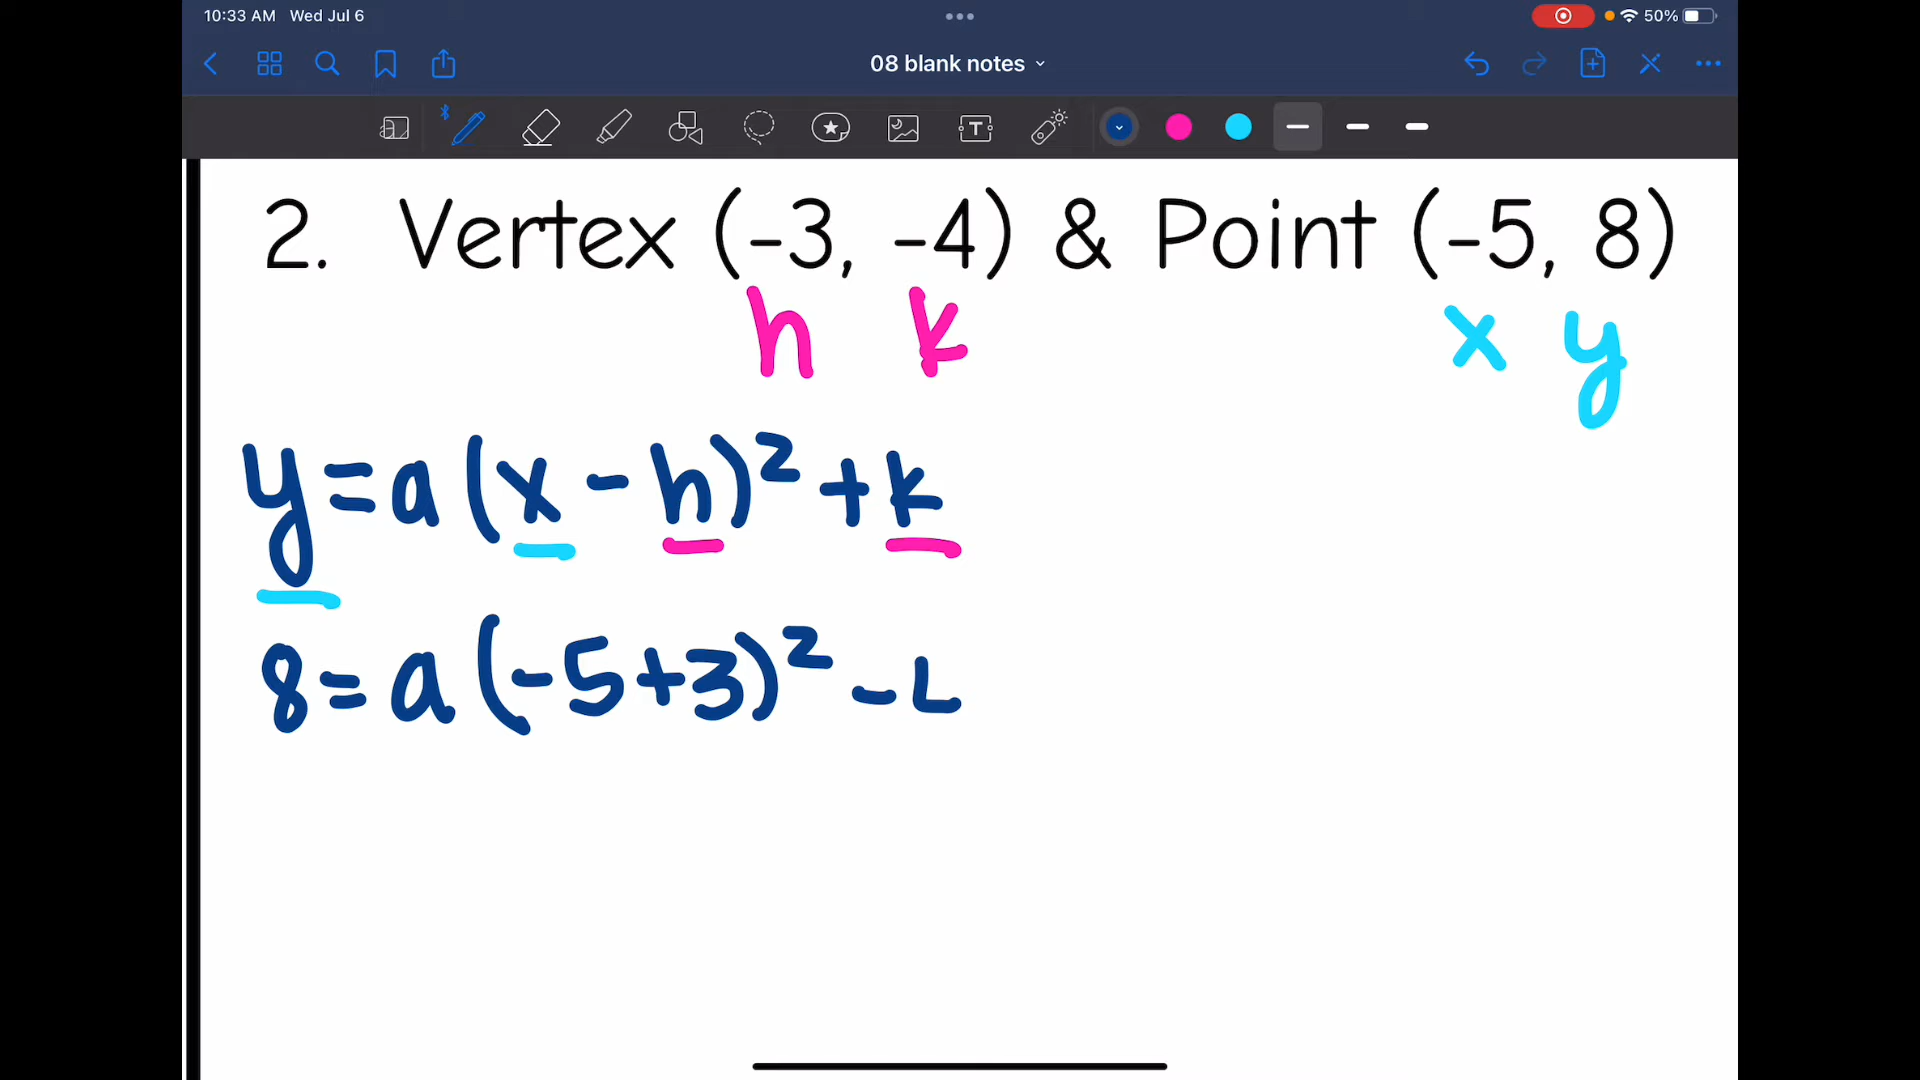 10:33 AM Wed Jul 6
50%
08 blank notes
2. Vertex (-3, -4) & Point (-5, 8)
h k x y
y = a(x - h)² + k
8 = a(-5+3)² - L